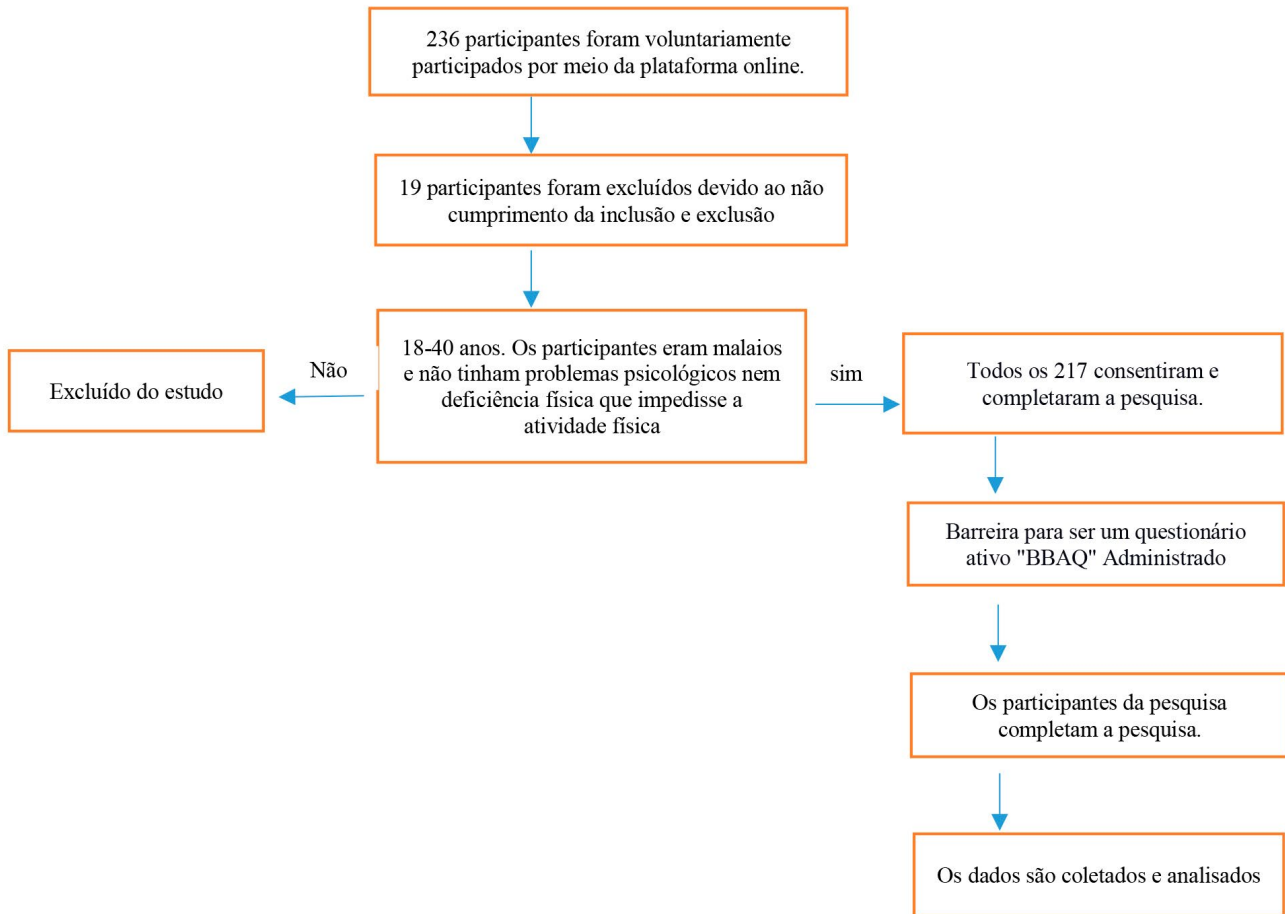 236 participantes foram voluntariamente
participados por meio da plataforma online.
19 participantes foram excluídos devido ao não
cumprimento da inclusão e exclusão
18-40 anos. Os participantes eram malaios
e não tinham problemas psicológicos nem
deficiência física que impedisse a
atividade física
Não
Excluído do estudo
sim
Todos os 217 consentiram e
completaram a pesquisa.
Barreira para ser um questionário
ativo "BBAQ" Administrado
Os participantes da pesquisa
completam a pesquisa.
Os dados são coletados e analisados